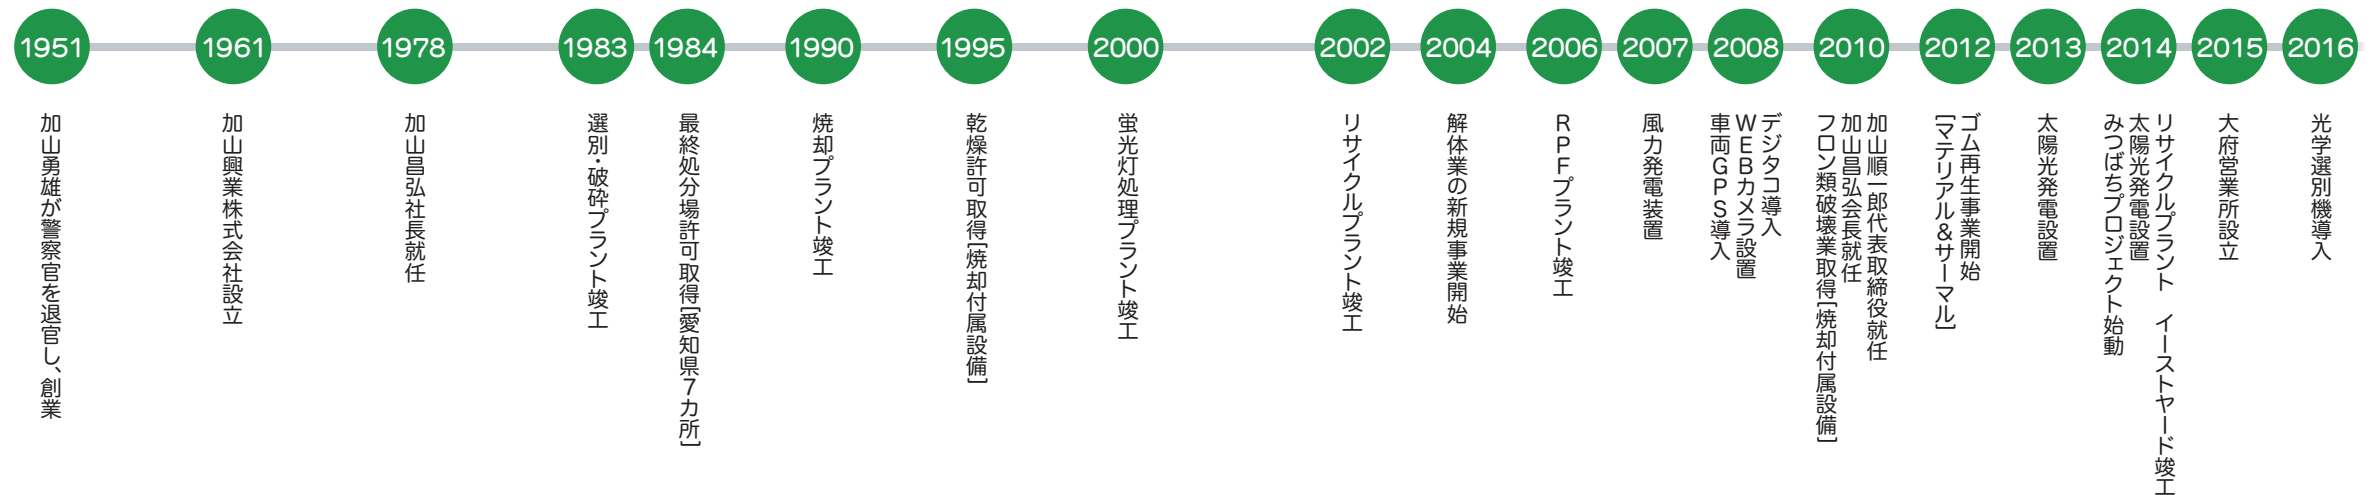 1951
加山勇雄が警察官を退官し、創業
1961
加山興業株式会社設立
1978
加山昌弘社長就任
1983
選別・破砕プラント竣工
1984
最終処分場許可取得［愛知県７カ所］
1990
焼却プラント竣工
1995
乾燥許可取得［焼却付属設備］
2000
蛍光灯処理プラント竣工
2002
リサイクルプラント竣工
2004
解体業の新規事業開始
2006
ＲＰＦプラント竣工
2007
風力発電装置
2008
デジタコ導入
ＷＥＢカメラ設置
車両ＧＰＳ導入
2010
加山順一郎代表取締役就任
加山昌弘会長就任
フロン類破壊業取得［焼却付属設備］
2012
ゴム再生事業開始
［マテリアル＆サーマル］
2013
太陽光発電設置
2014
リサイクルプラント　イーストヤード竣工
太陽光発電設置
みつばちプロジェクト始動
2015
大府営業所設立
2016
光学選別機導入